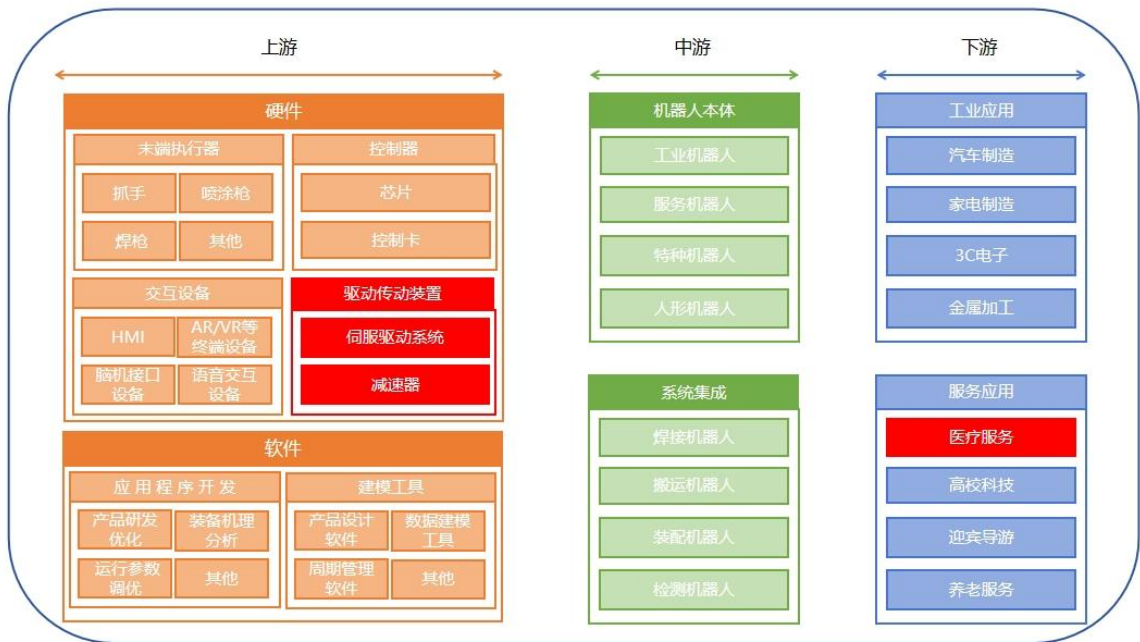 上游
中游
下游
硬件
末端执行器
控制器
抓手
喷涂枪
焊枪
其他
芯片
控制卡
交互设备
驱动传动装置
HMI
AR/VR等
终端设备
脑机接口
设备
语音交互
设备
伺服驱动系统
减速器
软件
应用程序开发
建模工具
产品研发
优化
装备机理
分析
运行参数
调优
其他
产品设计
软件
数据建模
工具
周期管理
软件
其他
机器人本体
工业机器人
服务机器人
特种机器人
人形机器人
系统集成
焊接机器人
搬运机器人
装配机器人
检测机器人
工业应用
汽车制造
家电制造
3C电子
金属加工
服务应用
医疗服务
高校科技
迎宾导游
养老服务